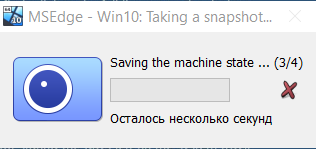 MSEdge - Win10: Taking a snapshot...
Saving the machine state ... (3/4)
Осталось несколько секунд